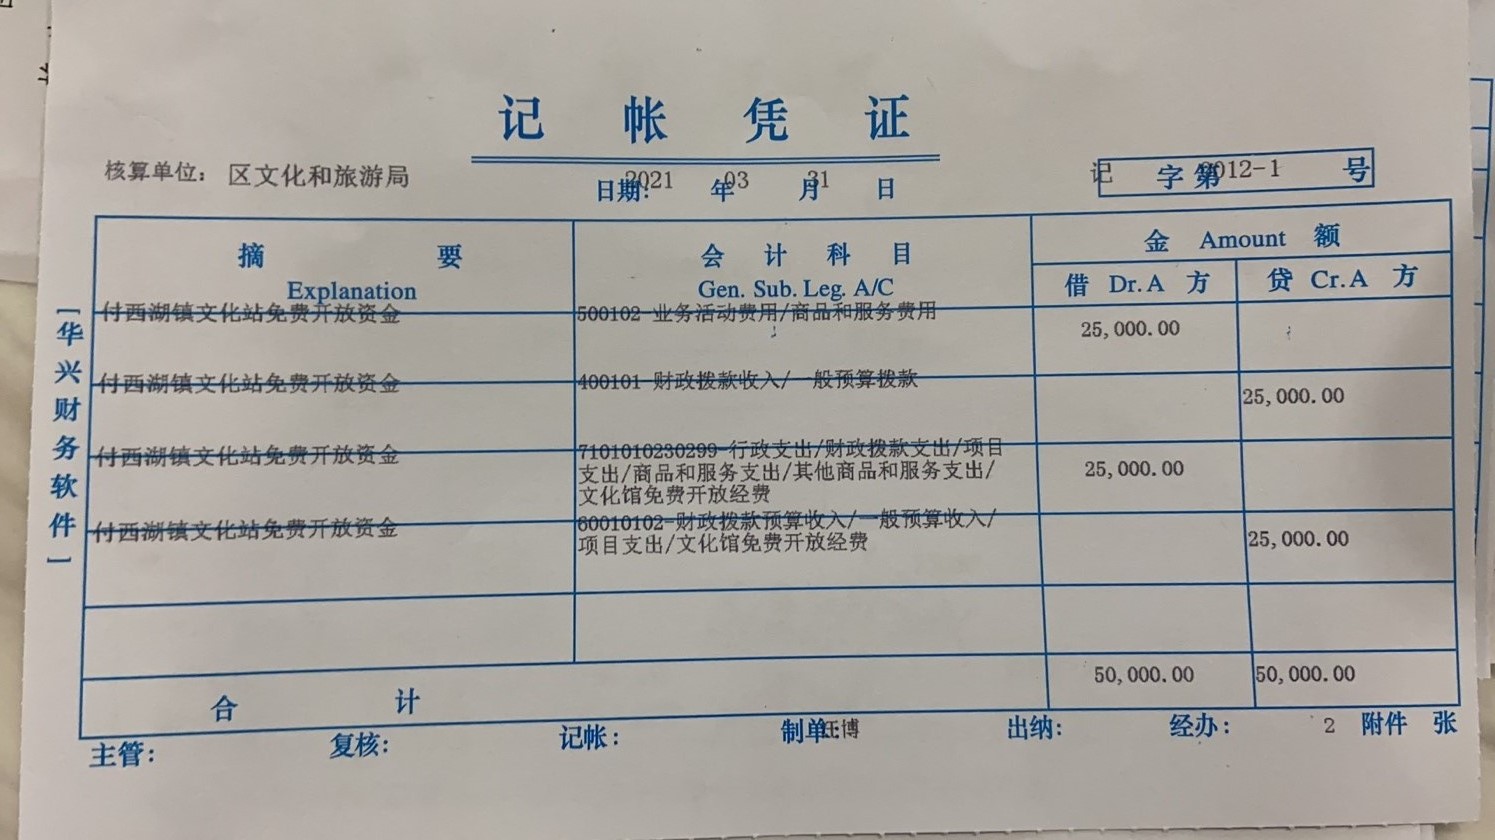 记 帐 凭 证
核算单位: 区文化和旅游局
日期: 2021 年 03 月 31 日
记 字第 0012-1 号
摘 要
Explanation
会 计 科 目
Gen. Sub. Leg. A/C
金 Amount 额
借 Dr.A 方
贷 Cr.A 方
付西湖镇文化站免费开放资金
500102 业务活动费用/商品和服务费用
25,000.00
付西湖镇文化站免费开放资金
400101 财政拨款收入/一般预算拨款
25,000.00
付西湖镇文化站免费开放资金
7101010230299-行政支出/财政拨款支出/项目
支出/商品和服务支出/其他商品和服务支出/
文化馆免费开放经费
25,000.00
付西湖镇文化站免费开放资金
60010102-财政拨款预算收入/一般预算收入/
项目支出/文化馆免费开放经费
25,000.00
合 计
50,000.00
50,000.00
主管:
复核:
记帐:
制单: 博
出纳:
经办:
2 附件 张
[华兴财务软件]